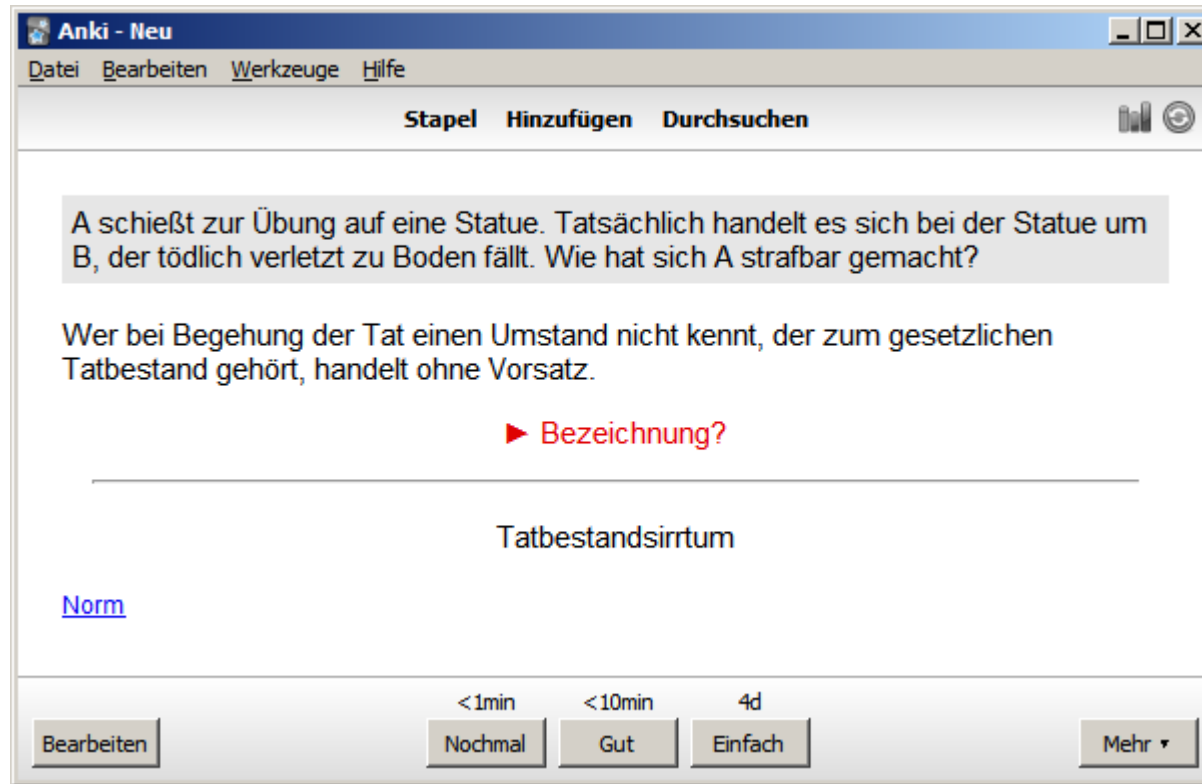 Anki - Neu
Datei Bearbeiten Werkzeuge Hilfe
Stapel Hinzufügen Durchsuchen
A schießt zur Übung auf eine Statue. Tatsächlich handelt es sich bei der Statue um
B, der tödlich verletzt zu Boden fällt. Wie hat sich A strafbar gemacht?
Wer bei Begehung der Tat einen Umstand nicht kennt, der zum gesetzlichen
Tatbestand gehört, handelt ohne Vorsatz.
► Bezeichnung?
Tatbestandsirrtum
Norm
<1min <10min 4d
Bearbeiten Nochmal Gut Einfach Mehr ▾